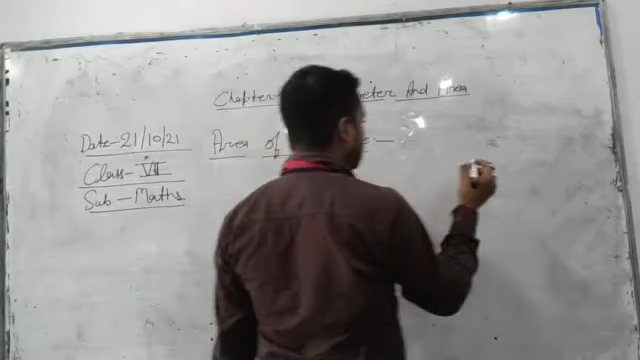 Chapter- eter And Area
Date-21/10/21
Area of e-
Class-VII
Sub-Maths